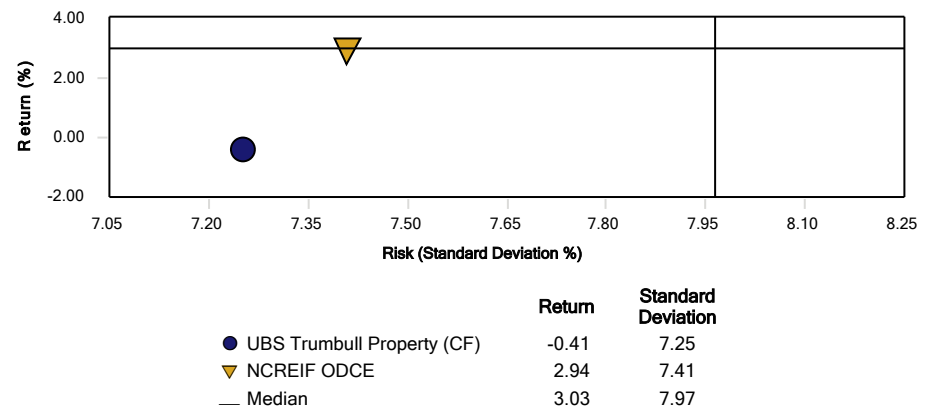 4.00
2.00
0.00
-2.00
Return (%)
7.05 7.20 7.35 7.50 7.65 7.80 7.95 8.10 8.25
Risk (Standard Deviation %)
Return Standard Deviation
UBS Trumbull Property (CF) -0.41 7.25
NCREIF ODCE 2.94 7.41
Median 3.03 7.97